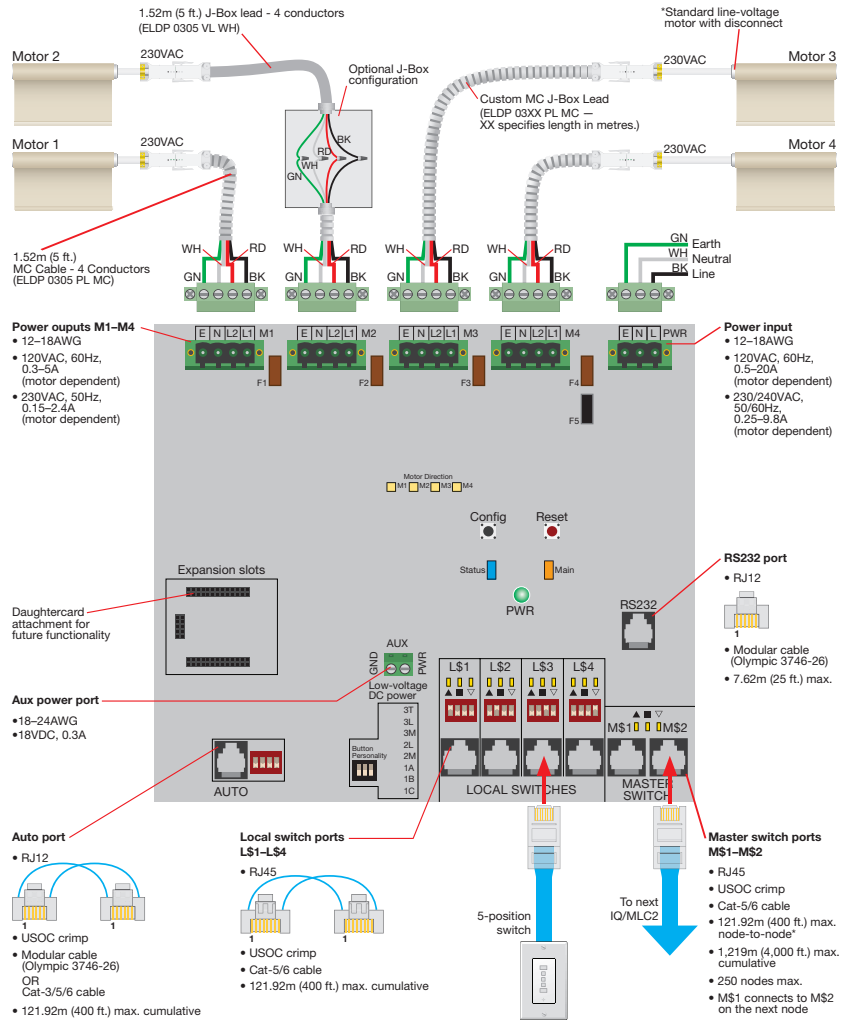 1.52m (5 ft.) J-Box lead - 4 conductors
(ELDP 0305 VL WH)
*Standard line-voltage
motor with disconnect
Motor 2
230VAC
Optional J-Box
configuration
230VAC
Motor 3
Custom MC J-Box Lead
(ELDP 03XX PL MC —
XX specifies length in metres.)
BK
RD
WH
GN
Motor 1
230VAC
230VAC
Motor 4
1.52m (5 ft.)
MC Cable - 4 Conductors
(ELDP 0305 PL MC)
WH
RD
GN
BK
WH
RD
GN
BK
WH
RD
GN
BK
WH
RD
GN
BK
GN
Earth
WH
Neutral
BK
Line
Power ouputs M1–M4
• 12–18AWG
• 120VAC, 60Hz,
0.3–5A
(motor dependent)
• 230VAC, 50Hz,
0.15–2.4A
(motor dependent)
E N L2 L1 M1
E N L2 L1 M2
E N L2 L1 M3
E N L2 L1 M4
E N L PWR
F1
F2
F3
F4
F5
Power input
• 12–18AWG
• 120VAC, 60Hz,
0.5–20A
(motor dependent)
• 230/240VAC,
50/60Hz,
0.25–9.8A
(motor dependent)
Motor Direction
M1 M2 M3 M4
Config
Reset
Status
Main
PWR
Expansion slots
Daughtercard
attachment for
future functionality
RS232
RS232 port
• RJ12
1
• Modular cable
(Olympic 3746-26)
• 7.62m (25 ft.) max.
AUX
GND
PWR
Low-voltage
DC power
Aux power port
•18–24AWG
•18VDC, 0.3A
3T
3L
3M
2L
2M
1A
1B
1C
Button
Personality
L$1
L$2
L$3
L$4
▲ ■ ▽
▲ ■ ▽
▲ ■ ▽
▲ ■ ▽
▲ ■ ▽
M$1
M$2
AUTO
LOCAL SWITCHES
MASTER
SWITCH
Auto port
• RJ12
1
1
• USOC crimp
• Modular cable
(Olympic 3746-26)
OR
Cat-3/5/6 cable
• 121.92m (400 ft.) max. cumulative
Local switch ports
L$1–L$4
• RJ45
1
1
• USOC crimp
• Cat-5/6 cable
• 121.92m (400 ft.) max. cumulative
5-position
switch
To next
IQ/MLC2
Master switch ports
M$1–M$2
• RJ45
• USOC crimp
• Cat-5/6 cable
• 121.92m (400 ft.) max.
node-to-node*
• 1,219m (4,000 ft.) max.
cumulative
• 250 nodes max.
• M$1 connects to M$2
on the next node